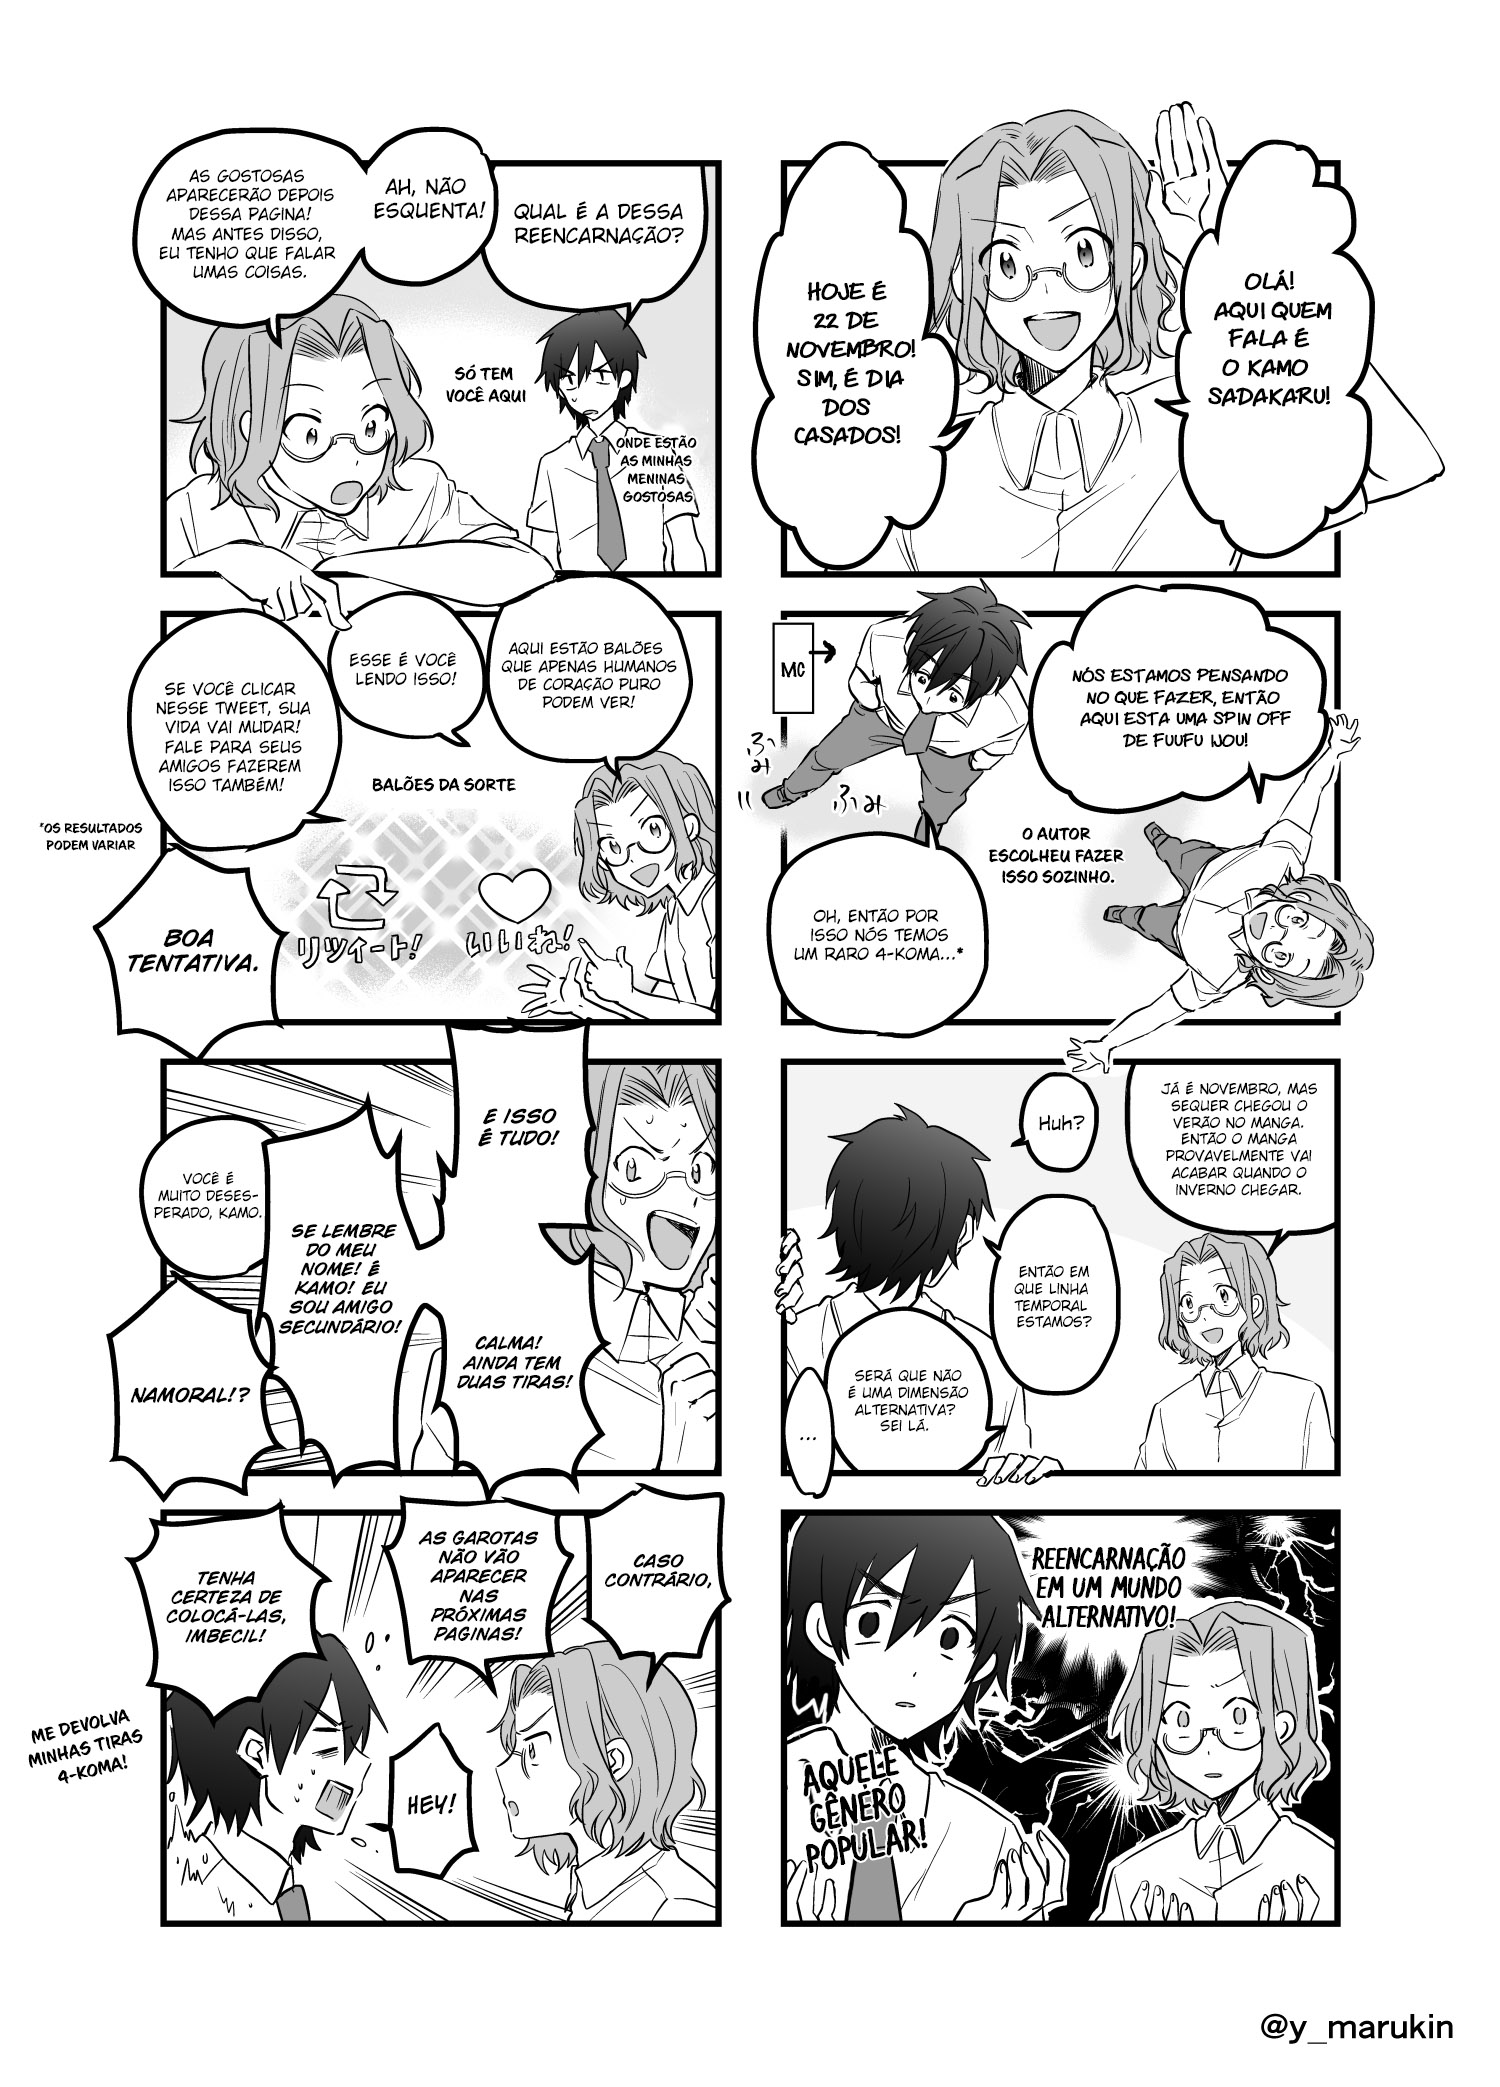 OLÁ!
AQUI QUEM
FALA É
O KAMO
SADAKARU!
HOJE É
22 DE
NOVEMBRO!
SIM, É DIA
DOS
CASADOS!
NÓS ESTAMOS PENSANDO
NO QUE FAZER, ENTÃO
AQUI ESTA UMA SPIN OFF
DE FUUFU IJOU!
MC
ふみ
ふみ
O AUTOR
ESCOLHEU FAZER
ISSO SOZINHO.
OH, ENTÃO POR
ISSO NÓS TEMOS
UM RARO 4-KOMA...*
JÁ É NOVEMBRO, MAS
SEQUER CHEGOU O
VERÃO NO MANGA.
ENTÃO O MANGA
PROVAVELMENTE VAI
ACABAR QUANDO O
INVERNO CHEGAR.
Huh?
ENTÃO EM
QUE LINHA
TEMPORAL
ESTAMOS?
SERÁ QUE NÃO
É UMA DIMENSÃO
ALTERNATIVA?
SEI LÁ.
...
REENCARNAÇÃO
EM UM MUNDO
ALTERNATIVO!
AQUELE
GÊNERO
POPULAR!
QUAL É A DESSA
REENCARNAÇÃO?
AH, NÃO
ESQUENTA!
AS GOSTOSAS
APARECERÃO DEPOIS
DESSA PAGINA!
MAS ANTES DISSO,
EU TENHO QUE FALAR
UMAS COISAS.
SÓ TEM
VOCÊ AQUI
ONDE ESTÃO
AS MINHAS
MENINAS
GOSTOSAS
AQUI ESTÃO BALÕES
QUE APENAS HUMANOS
DE CORAÇÃO PURO
PODEM VER!
ESSE É VOCÊ
LENDO ISSO!
SE VOCÊ CLICAR
NESSE TWEET, SUA
VIDA VAI MUDAR!
FALE PARA SEUS
AMIGOS FAZEREM
ISSO TAMBÉM!
BALÕES DA SORTE
*OS RESULTADOS
PODEM VARIAR
いいね!
リツイート!
BOA
TENTATIVA.
E ISSO
É TUDO!
CALMA!
AINDA TEM
DUAS TIRAS!
SE LEMBRE
DO MEU
NOME! É
KAMO! EU
SOU AMIGO
SECUNDÁRIO!
VOCÊ É
MUITO DESES-
PERADO, KAMO.
NAMORAL!?
CASO
CONTRÁRIO,
AS GAROTAS
NÃO VÃO
APARECER
NAS
PRÓXIMAS
PAGINAS!
TENHA
CERTEZA DE
COLOCÁ-LAS,
IMBECIL!
HEY!
ME DEVOLVA
MINHAS TIRAS
4-KOMA!
@y_marukin